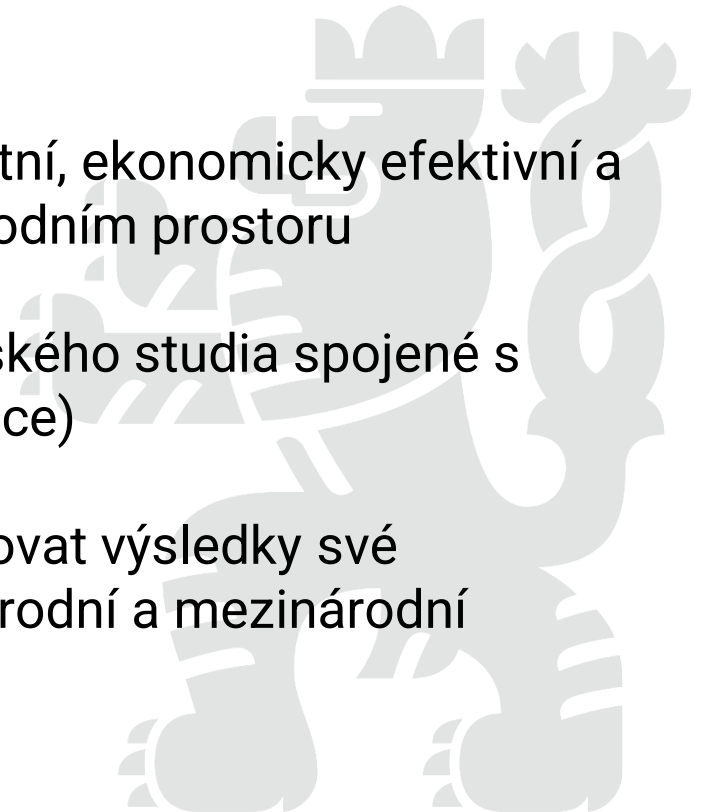 tní, ekonomicky efektivní a
odním prostoru
ského studia spojené s
ce)
ovat výsledky své
rodní a mezinárodní